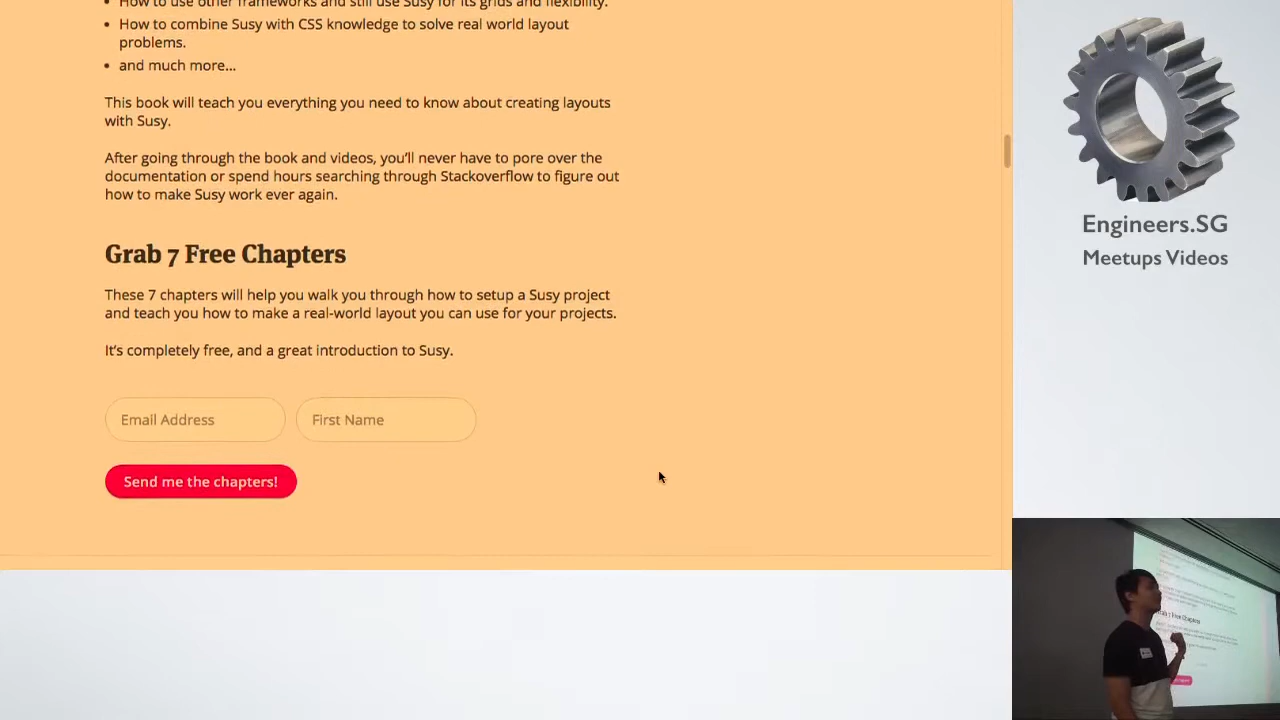 How to use other frameworks and still use Susy for its grids and flexibility.
How to combine Susy with CSS knowledge to solve real world layout
problems.
and much more...
This book will teach you everything you need to know about creating layouts
with Susy.
After going through the book and videos, you'll never have to pore over the
documentation or spend hours searching through Stackoverflow to figure out
how to make Susy work ever again.
Grab 7 Free Chapters
These 7 chapters will help you walk you through how to setup a Susy project
and teach you how to make a real-world layout you can use for your projects.
It's completely free, and a great introduction to Susy.
Email Address
First Name
Send me the chapters!
Engineers.SG
Meetups Videos
Grab 7 Free Chapters